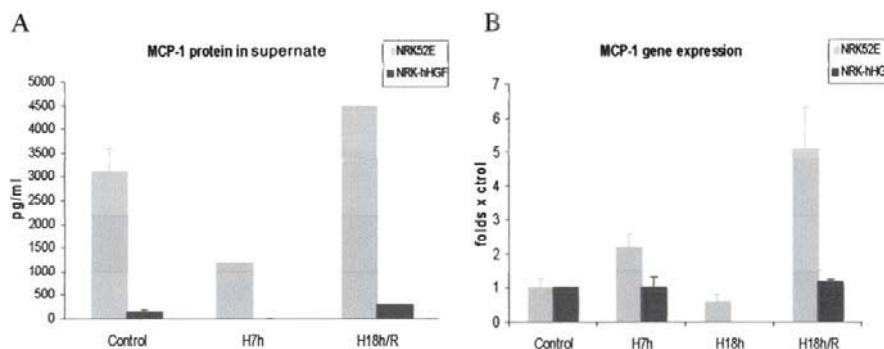 A
MCP-1 protein in supernate
NRK52E
NRK-hHGF
5000
4500
4000
3500
3000
2500
2000
1500
1000
500
0
pg/ml
Control
H7h
H18h/R
B
MCP-1 gene expression
NRK52E
NRK-hHG
7
6
5
4
3
2
1
0
folds x ctrol
Control
H7h
H18h
H18h/R